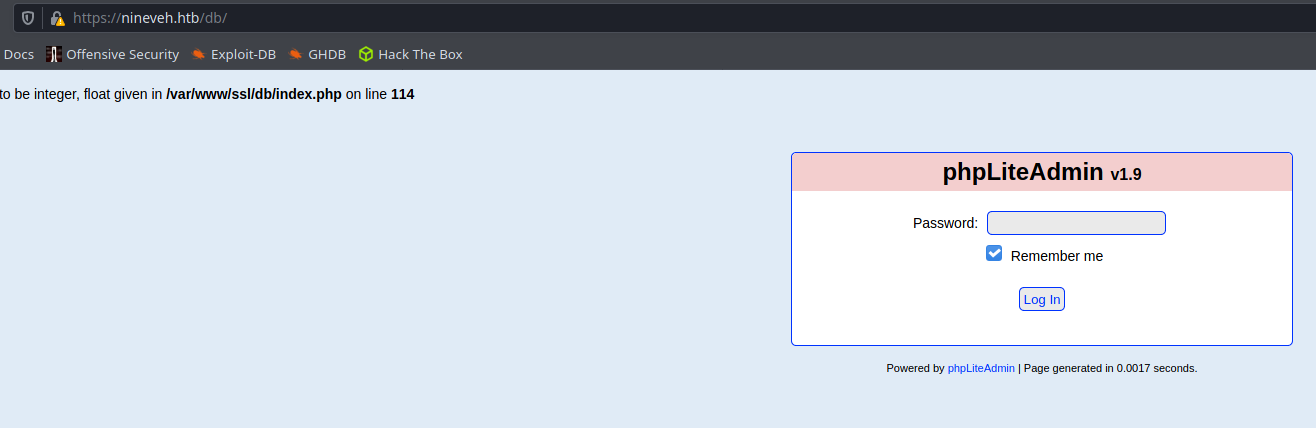 https://nineveh.htb/db/
Docs Offensive Security Exploit-DB GHDB Hack The Box
to be integer, float given in /var/www/ssl/db/index.php on line 114
phpLiteAdmin v1.9
Password:
Remember me
Log In
Powered by phpLiteAdmin | Page generated in 0.0017 seconds.